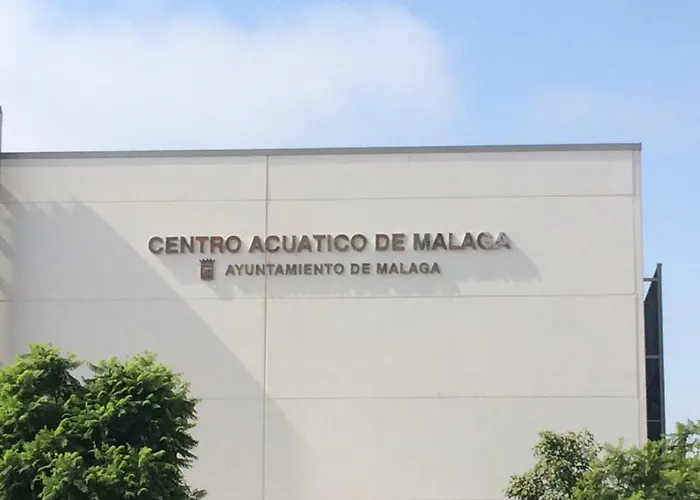 CENTRO ACUATICO DE MALAGA
AYUNTAMIENTO DE MALAGA